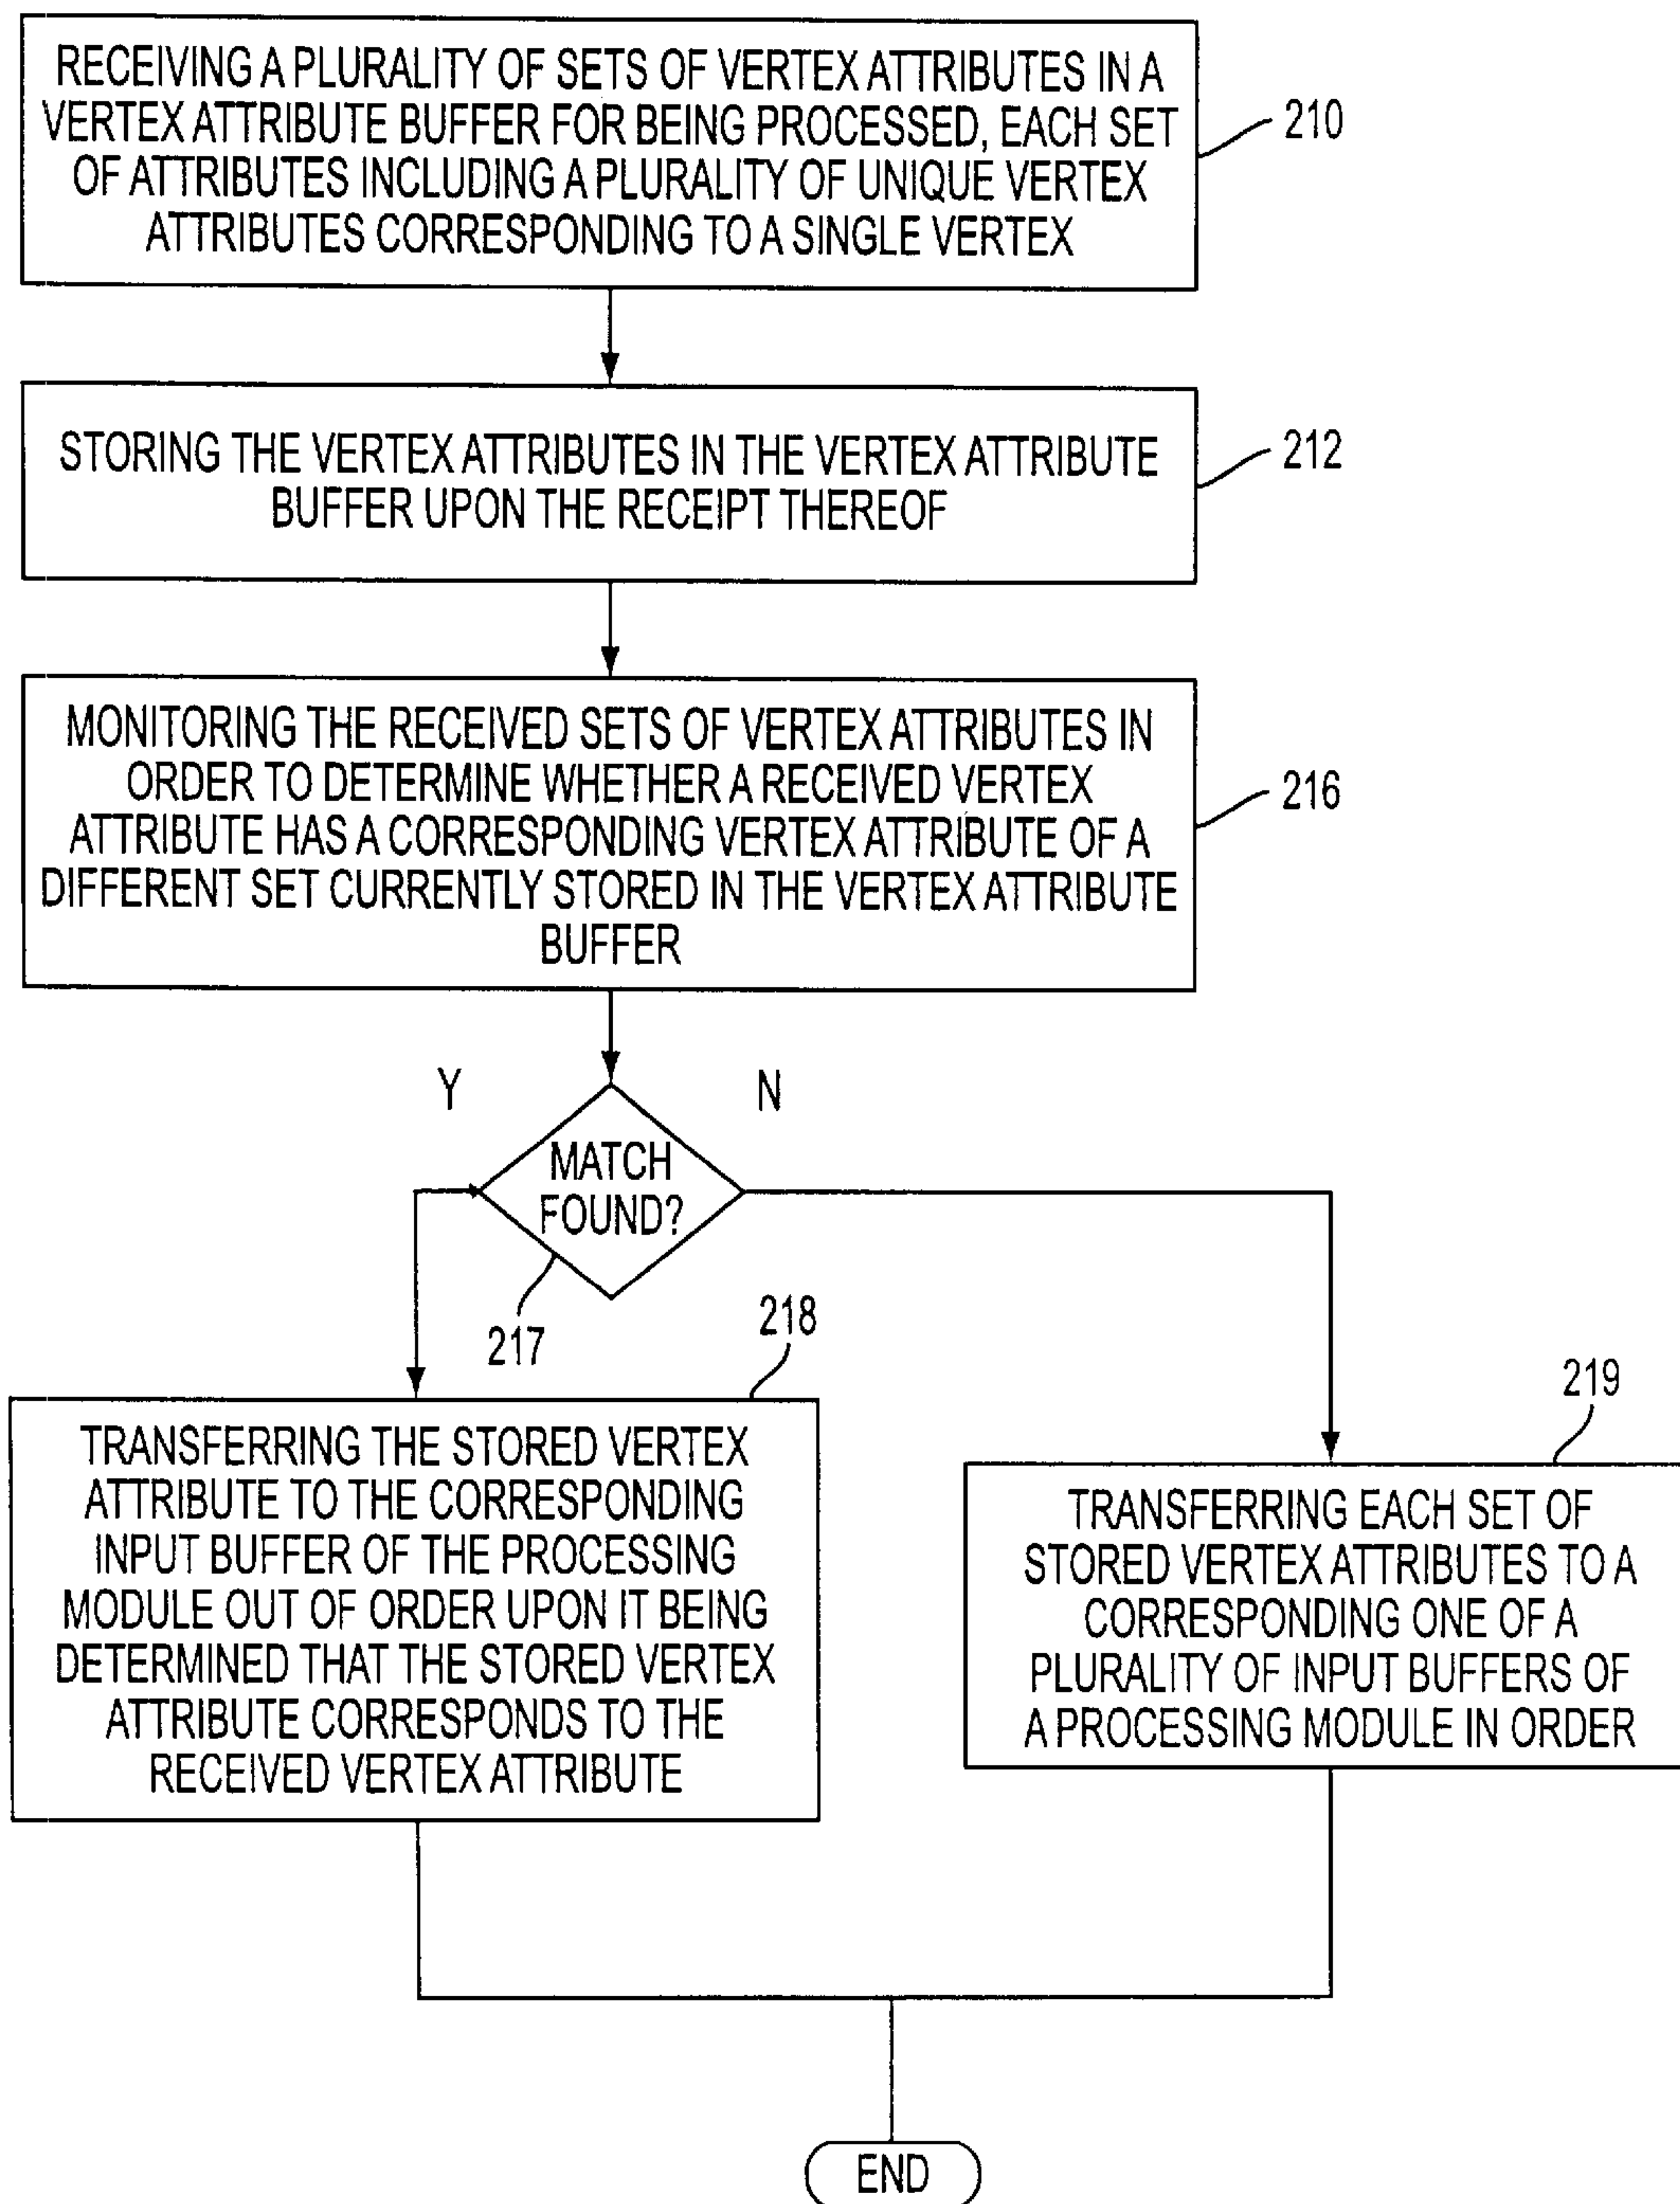 RECEIVING A PLURALITY OF SETS OF VERTEX ATTRIBUTES IN A
VERTEX ATTRIBUTE BUFFER FOR BEING PROCESSED, EACH SET
OF ATTRIBUTES INCLUDING A PLURALITY OF UNIQUE VERTEX
ATTRIBUTES CORRESPONDING TO A SINGLE VERTEX
210
STORING THE VERTEX ATTRIBUTES IN THE VERTEX ATTRIBUTE
BUFFER UPON THE RECEIPT THEREOF
212
MONITORING THE RECEIVED SETS OF VERTEX ATTRIBUTES IN
ORDER TO DETERMINE WHETHER A RECEIVED VERTEX
ATTRIBUTE HAS A CORRESPONDING VERTEX ATTRIBUTE OF A
DIFFERENT SET CURRENTLY STORED IN THE VERTEX ATTRIBUTE
BUFFER
216
Y
N
MATCH
FOUND?
217
218
TRANSFERRING THE STORED VERTEX
ATTRIBUTE TO THE CORRESPONDING
INPUT BUFFER OF THE PROCESSING
MODULE OUT OF ORDER UPON IT BEING
DETERMINED THAT THE STORED VERTEX
ATTRIBUTE CORRESPONDS TO THE
RECEIVED VERTEX ATTRIBUTE
219
TRANSFERRING EACH SET OF
STORED VERTEX ATTRIBUTES TO A
CORRESPONDING ONE OF A
PLURALITY OF INPUT BUFFERS OF
A PROCESSING MODULE IN ORDER
END